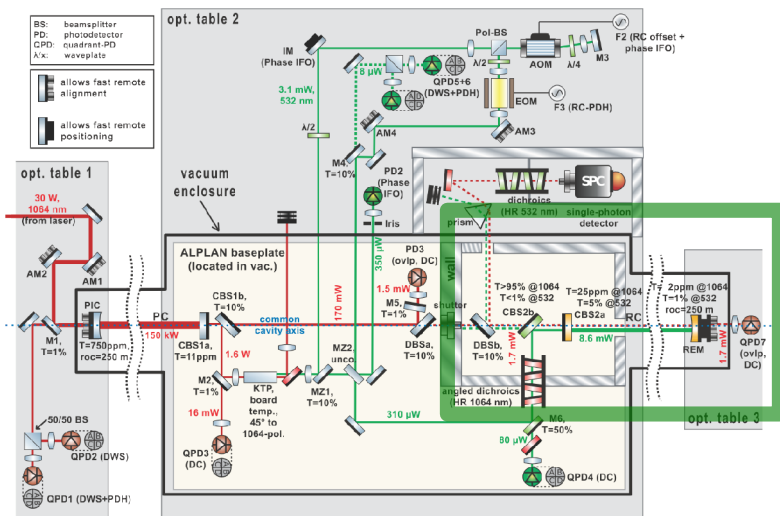 BS: beamsplitter
PD: photodetector
QPD: quadrant-PD
λ/x: waveplate
allows fast remote
alignment
allows fast remote
positioning
opt. table 2
IM
(Phase IFO)
Pol-BS
F2 (RC offset +
phase IFO)
λ/2
AOM
λ/4
M3
8 µW
QPD5+6
(DWS+PDH)
3.1 mW,
532 nm
EOM
F3 (RC-PDH)
λ/2
AM4
AM3
M4,
T=10%
PD2
(Phase
IFO)
Iris
dichroics
(HR 532 nm)
SPC
single-photon
detector
prism
opt. table 1
30 W,
1064 nm
(from laser)
AM2
AM1
vacuum
enclosure
ALPLAN baseplate
(located in vac.)
PIC
PC
150 kW
M1,
T=1%
T=750ppm,
roc=250 m
CBS1b,
T=10%
CBS1a,
T=11ppm
common
cavity axis
1.6 W
170 mW
350 µW
PD3
(ovlp, DC)
1.5 mW
M5,
T=1%
DBSa,
T=10%
wall
shutter
T>95% @1064
T<1% @532
CBS2b
DBSb,
T=10%
1.7 mW
T=25ppm @1064
T=5% @532
CBS2a
8.6 mW
RC
T= 2ppm @1064
T=1% @532
roc=250 m
REM
1.7 mW
QPD7
(ovlp,
DC)
opt. table 3
MZ2,
unco.
M2,
T=1%
KTP,
board
temp.,
45° to
1064-pol.
MZ1,
T=10%
16 mW
QPD3
(DC)
310 µW
angled dichroics
(HR 1064 nm)
M6,
T=50%
80 µW
QPD4 (DC)
50/50 BS
QPD2 (DWS)
QPD1 (DWS+PDH)